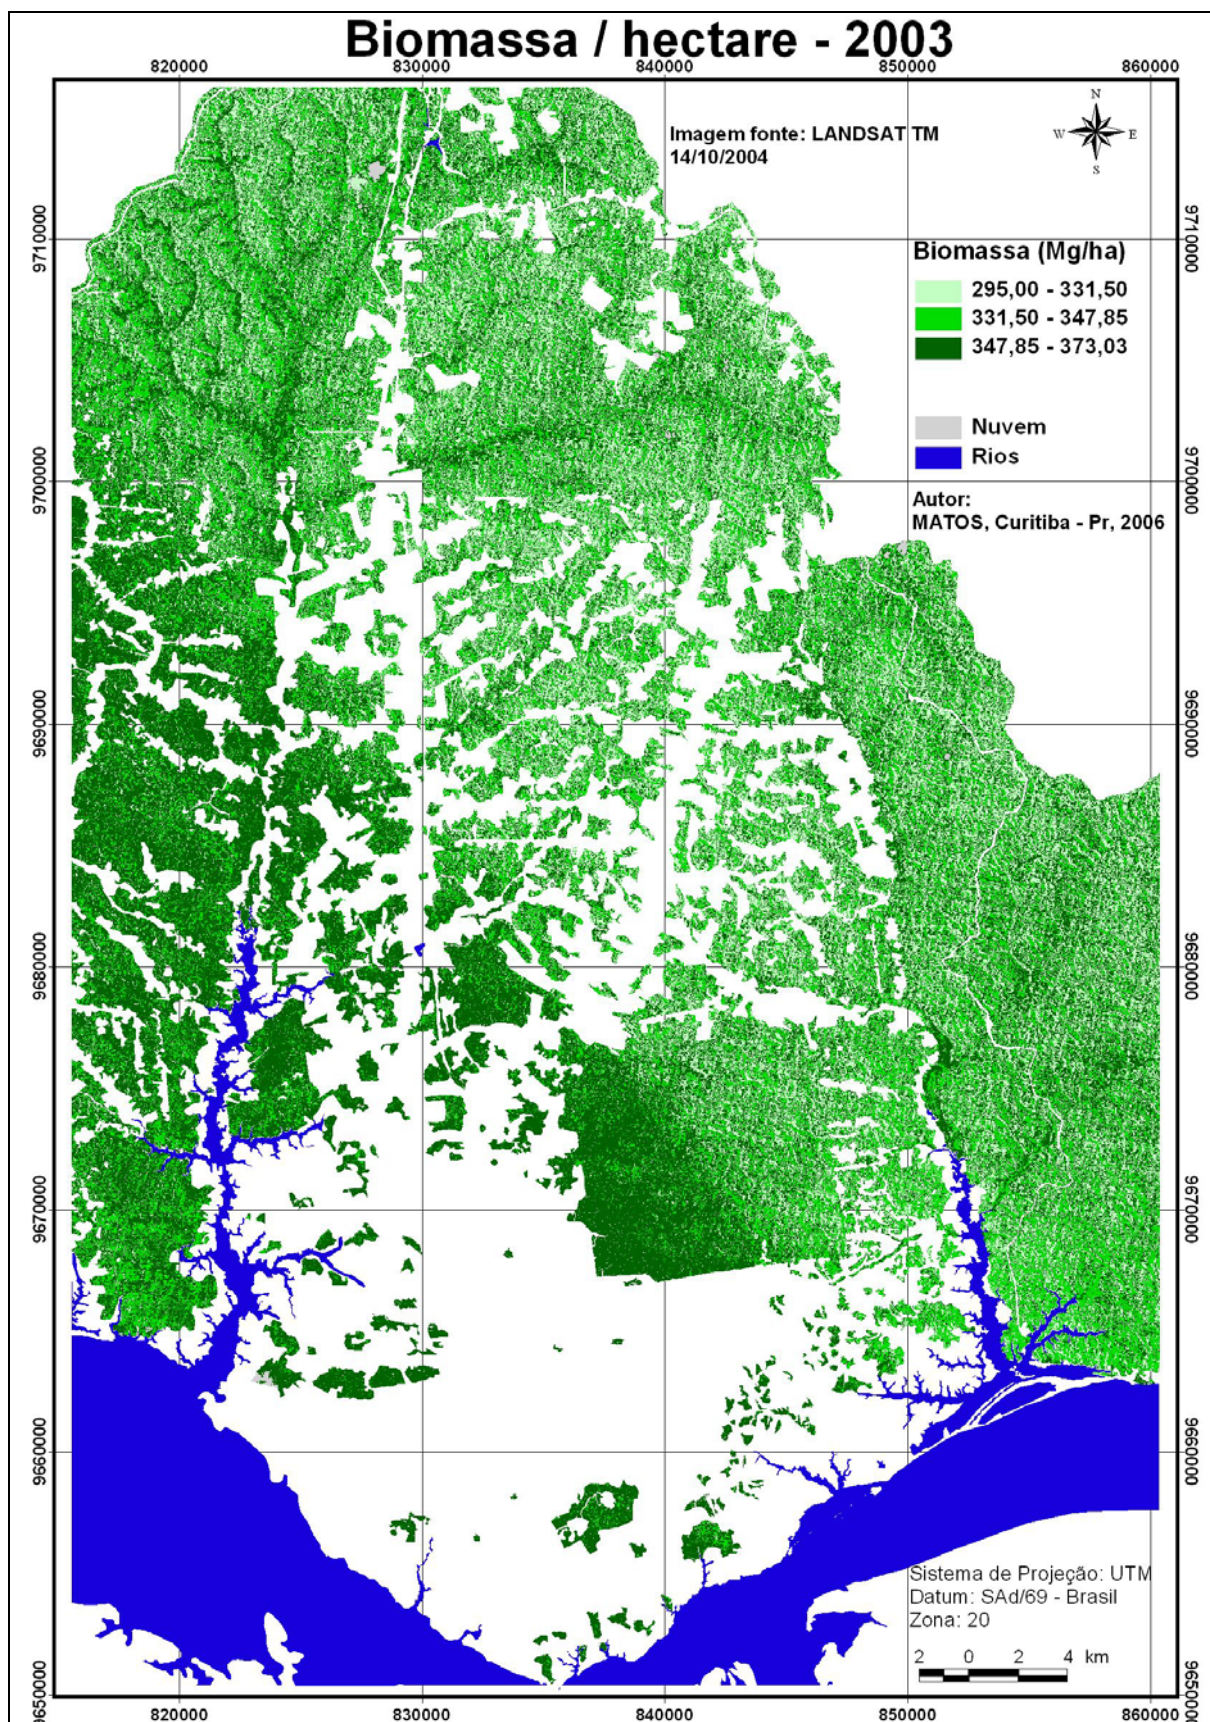 Biomassa / hectare - 2003
820000 830000 840000 850000 860000
Imagem fonte: LANDSAT TM
14/10/2004
N
W E
S
9710000 9710000
Biomassa (Mg/ha)
295,00 - 331,50
331,50 - 347,85
347,85 - 373,03
Nuvem
Rios
9700000 9700000
Autor:
MATOS, Curitiba - Pr, 2006
9690000 9690000
9680000 9680000
9670000 9670000
9660000 9660000
Sistema de Projeção: UTM
Datum: SAd/69 - Brasil
Zona: 20
2 0 2 4 km
9650000 9650000
820000 830000 840000 850000 860000